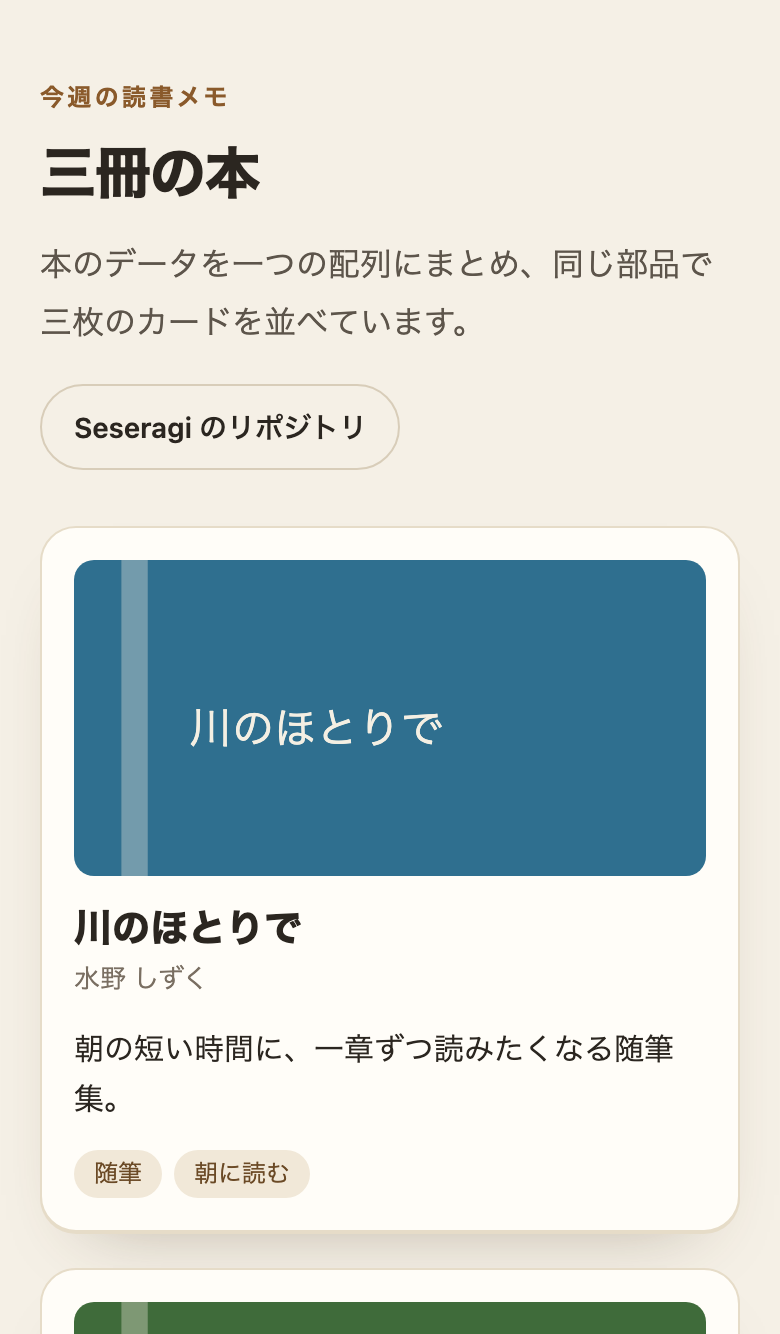 今週の読書メモ
三冊の本
本のデータを一つの配列にまとめ、同じ部品で
三枚のカードを並べています。
Seseragi のリポジトリ
川のほとりで
川のほとりで
水野 しずく
朝の短い時間に、一章ずつ読みたくなる随筆
集。
随筆
朝に読む